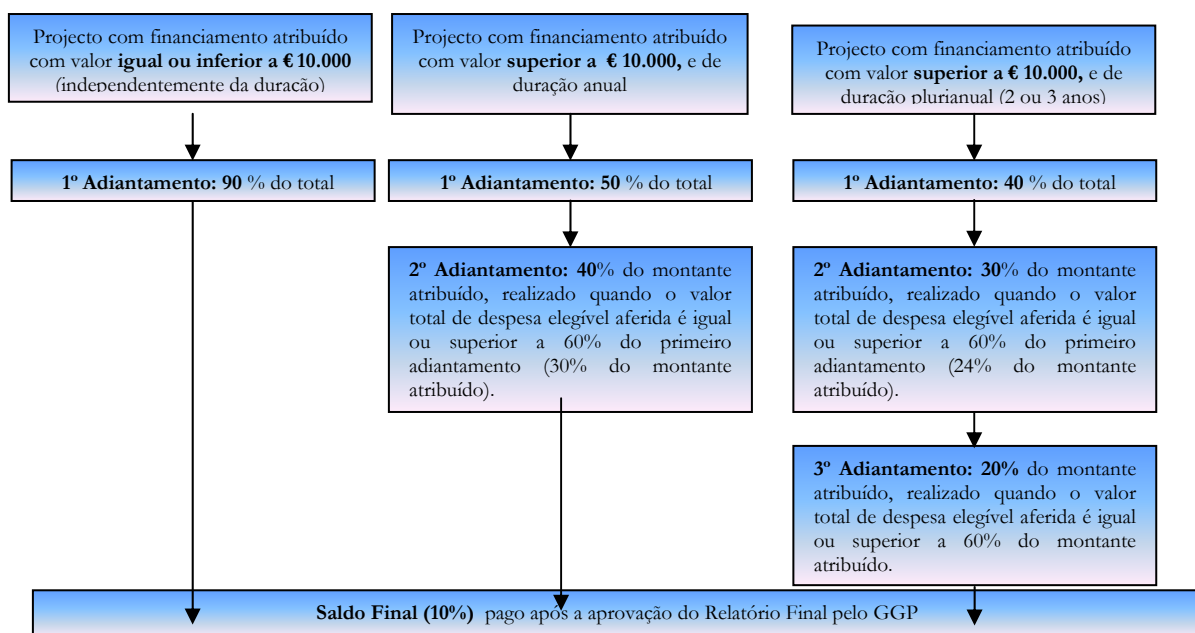 Projecto com financiamento atribuído
com valor igual ou inferior a € 10.000
(independentemente da duração)
Projecto com financiamento atribuído
com valor superior a € 10.000, e de
duração anual
Projecto com financiamento atribuído
com valor superior a € 10.000, e de
duração plurianual (2 ou 3 anos)
1º Adiantamento: 90 % do total
1º Adiantamento: 50 % do total
1º Adiantamento: 40 % do total
2º Adiantamento: 40% do montante
atribuído, realizado quando o valor
total de despesa elegível aferida é igual
ou superior a 60% do primeiro
adiantamento (30% do montante
atribuído).
2º Adiantamento: 30% do montante
atribuído, realizado quando o valor
total de despesa elegível aferida é igual
ou superior a 60% do primeiro
adiantamento (24% do montante
atribuído).
3º Adiantamento: 20% do montante
atribuído, realizado quando o valor
total de despesa elegível aferida é igual
ou superior a 60% do montante
atribuído.
Saldo Final (10%) pago após a aprovação do Relatório Final pelo GGP